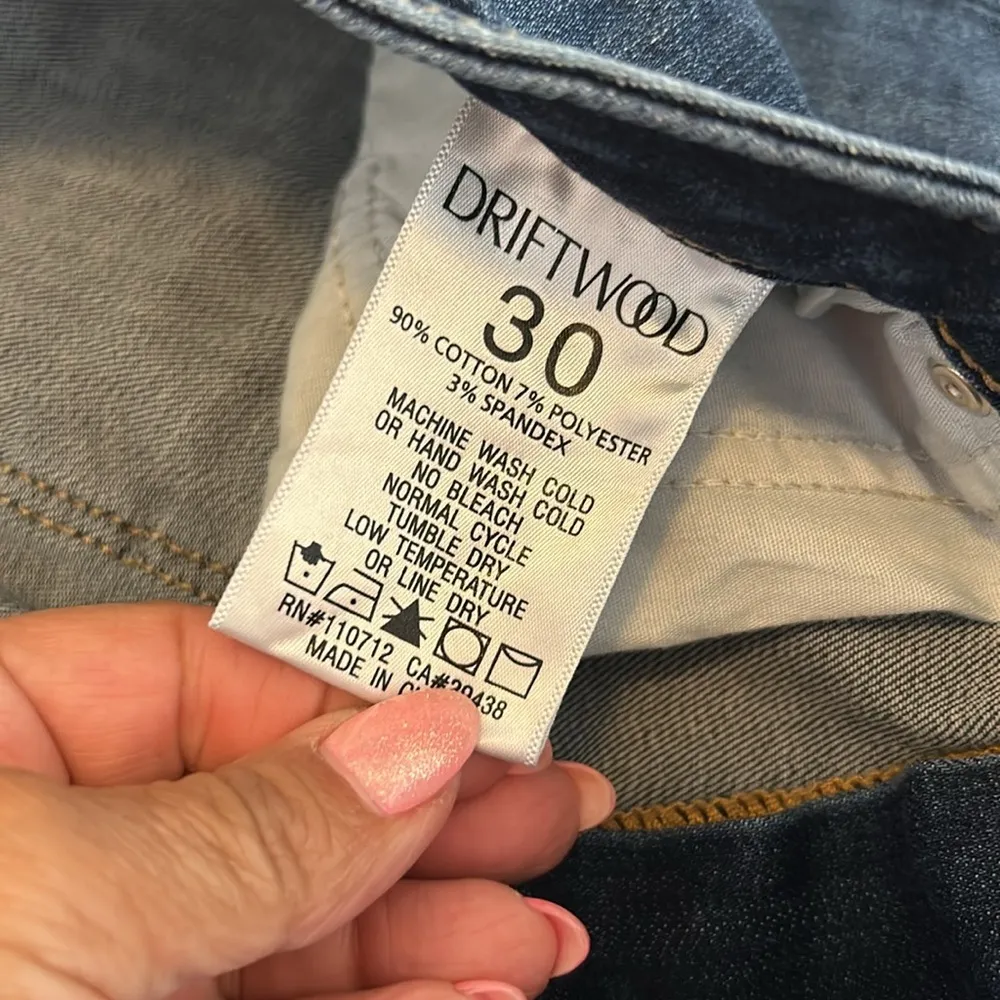 DRIFTWOOD
30
90% COTTON 7% POLYESTER
3% SPANDEX
MACHINE WASH COLD
OR HAND WASH COLD
NO BLEACH
NORMAL CYCLE
TUMBLE DRY
LOW TEMPERATURE
OR LINE DRY
RN#110712 CA#39438
MADE IN